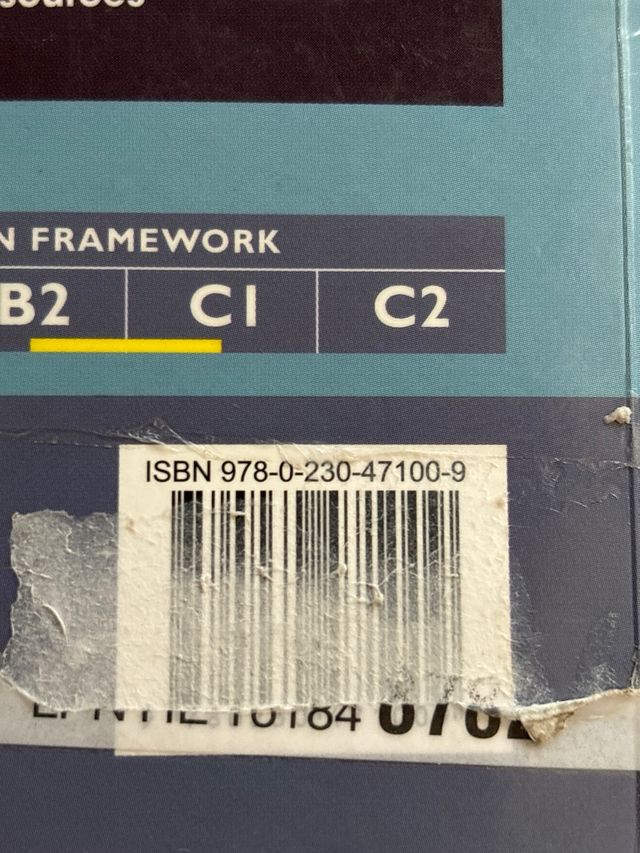 N FRAMEWORK
B2 C1 C2
ISBN 978-0-230-47100-9